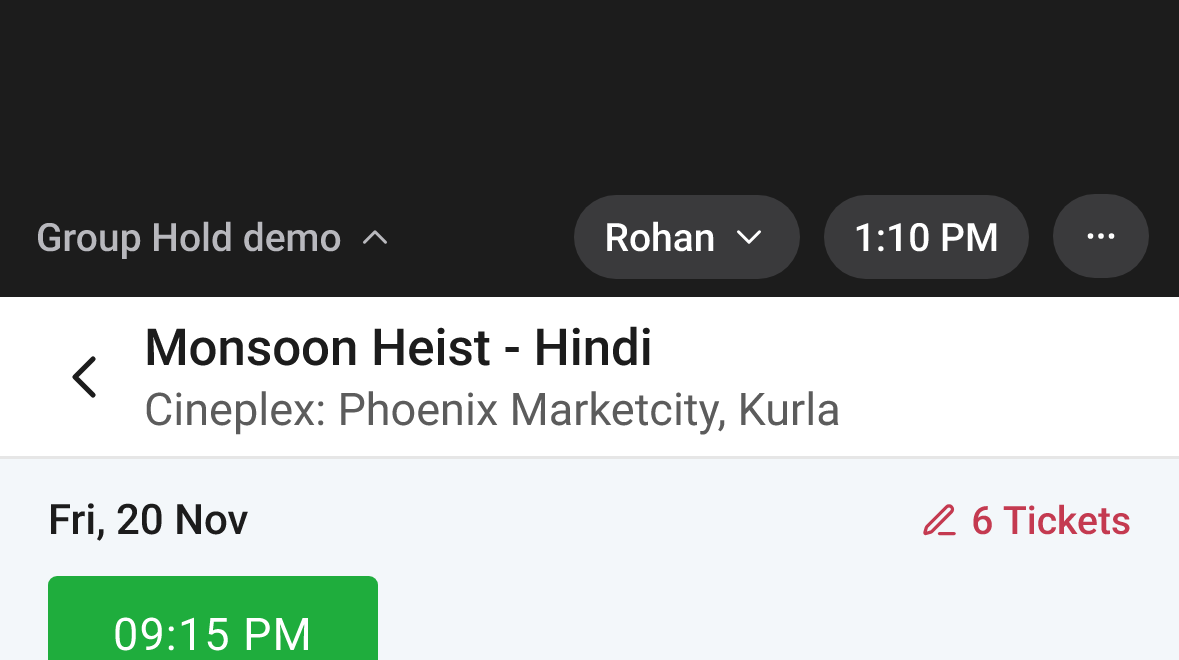 Group Hold demo
Rohan
1:10 PM
Monsoon Heist - Hindi
Cineplex: Phoenix Marketcity, Kurla
Fri, 20 Nov
6 Tickets
09:15 PM